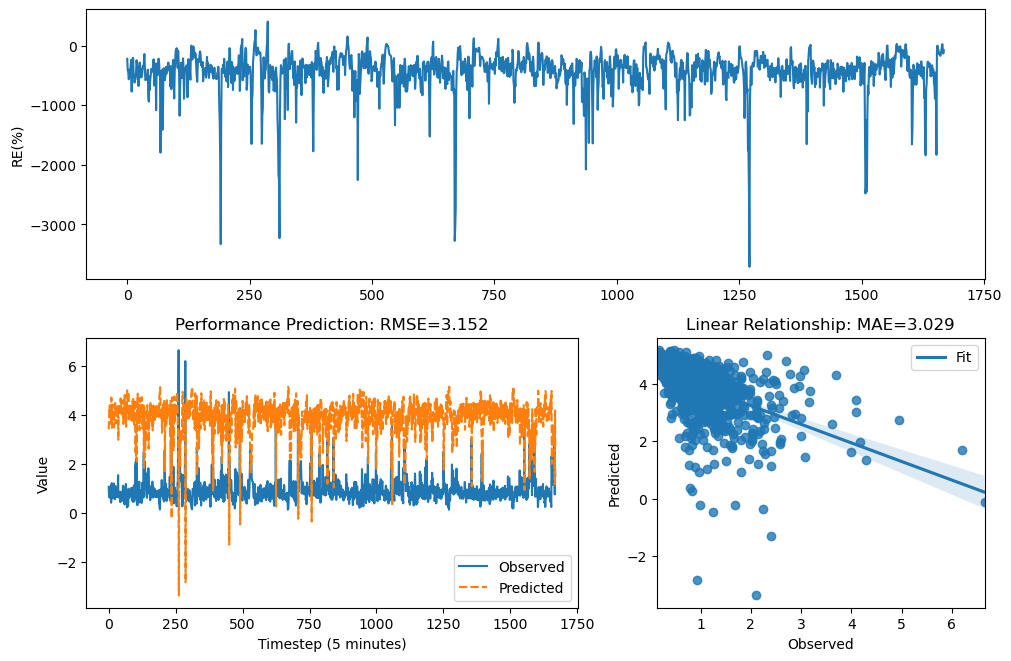 RE(%)
0
−1000
−2000
−3000
0 250 500 750 1000 1250 1500 1750
Performance Prediction: RMSE=3.152
Value
6
4
2
0
−2
Observed
Predicted
0 250 500 750 1000 1250 1500 1750
Timestep (5 minutes)
Linear Relationship: MAE=3.029
Predicted
4
2
0
−2
Fit
1 2 3 4 5 6
Observed